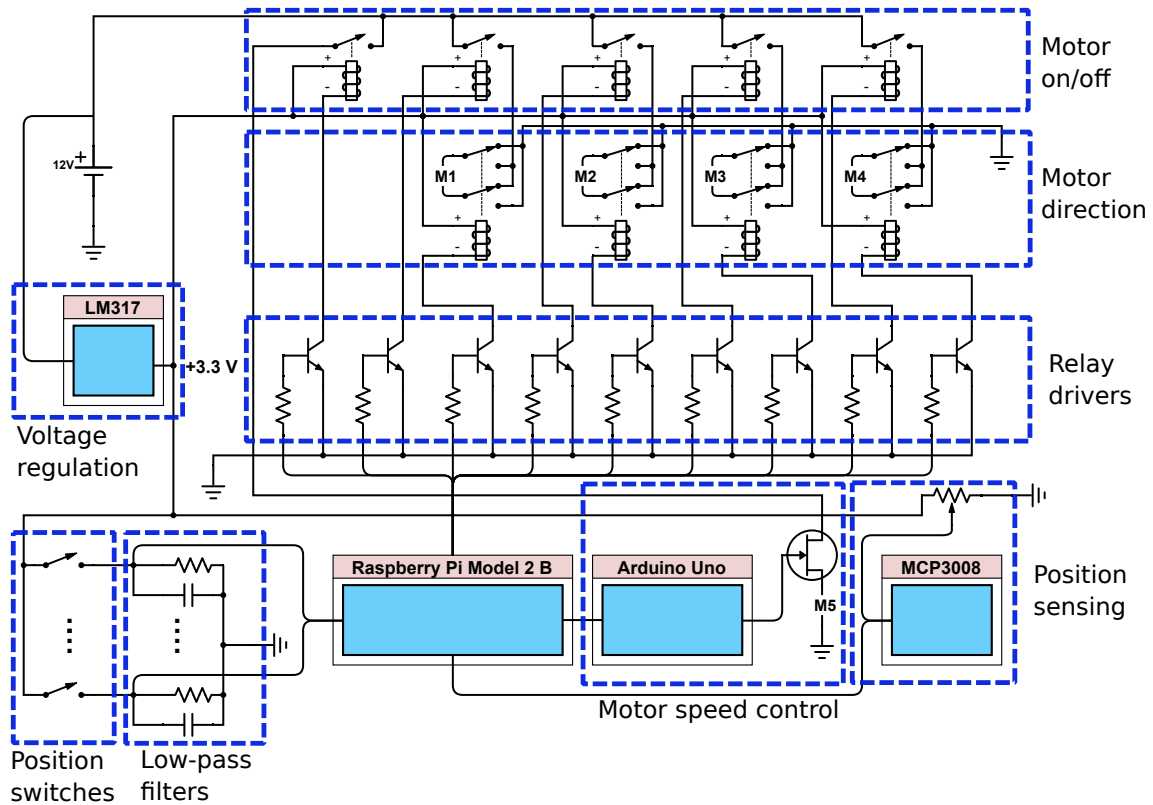 Motor
on/off
+ + + + +
- - - - -
12V +
M1 M2 M3 M4
Motor
direction
+ + + +
- - - -
LM317
+3.3 V
Relay
drivers
Voltage
regulation
Raspberry Pi Model 2 B
Arduino Uno
MCP3008
M5
Position
sensing
Motor speed control
Position
switches
Low-pass
filters